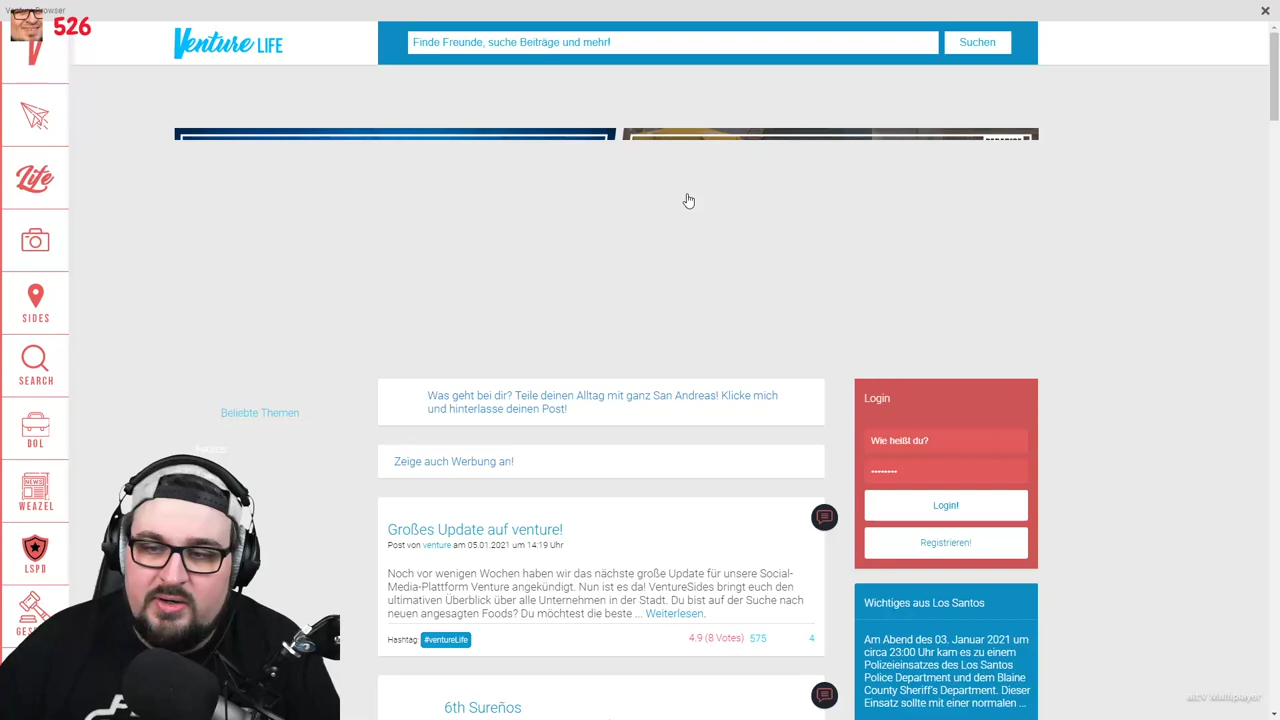 Venture Browser
526
Venture LIFE
Finde Freunde, suche Beiträge und mehr!
Suchen
Life
SIDES
SEARCH
DOL
NEWS
WEAZEL
LSPD
Beliebte Themen
Was geht bei dir? Teile deinen Alltag mit ganz San Andreas! Klicke mich
und hinterlasse deinen Post!
Zeige auch Werbung an!
Großes Update auf venture!
Post von venture am 05.01.2021 um 14:19 Uhr
Noch vor wenigen Wochen haben wir das nächste große Update für unsere Social-
Media-Plattform Venture angekündigt. Nun ist es da! VentureSides bringt euch den
ultimativen Überblick über alle Unternehmen in der Stadt. Du bist auf der Suche nach
neuen angesagten Foods? Du möchtest die beste ... Weiterlesen.
Hashtag: #ventureLife
4.9 (8 Votes) 575 4
6th Sureños
Login
Wie heißt du?
Login!
Registrieren!
Wichtiges aus Los Santos
Am Abend des 03. Januar 2021 um
circa 23:00 Uhr kam es zu einem
Polizeieinsatzes des Los Santos
Police Department und dem Blaine
County Sheriff's Department. Dieser
Einsatz sollte mit einer normalen ...
alt:V Multiplayer